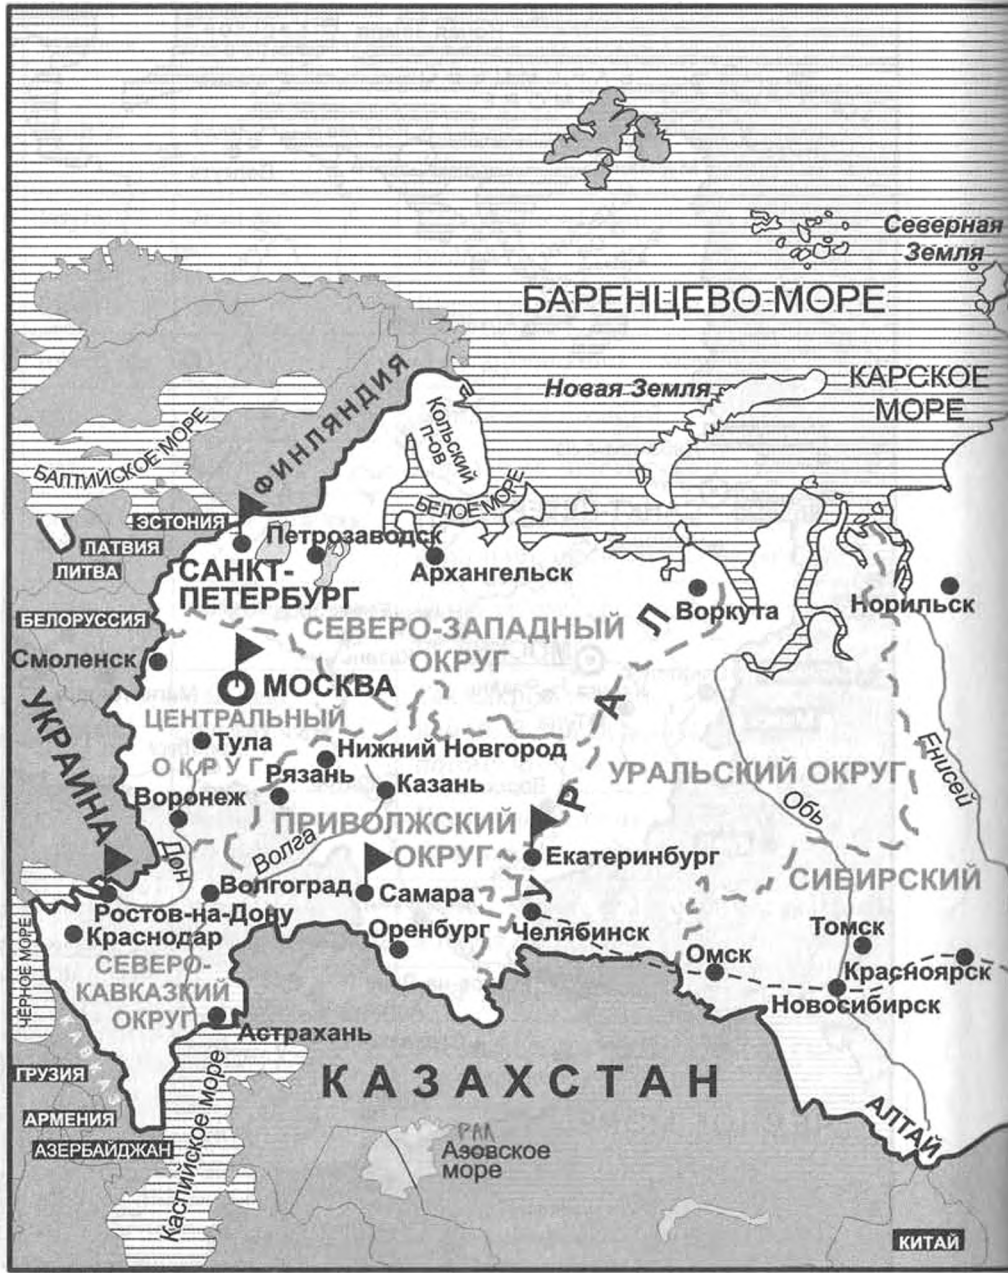 Северная
Земля
БАРЕНЦЕВО МОРЕ
Новая Земля
КАРСКОЕ
МОРЕ
ФИНЛЯНДИЯ
Кольский
п-ов
БАЛТИЙСКОЕ МОРЕ
БЕЛОЕ МОРЕ
ЭСТОНИЯ
ЛАТВИЯ
ЛИТВА
БЕЛОРУССИЯ
Петрозаводск
САНКТ-
ПЕТЕРБУРГ
Архангельск
Воркута
Норильск
СЕВЕРО-ЗАПАДНЫЙ
ОКРУГ
Смоленск
МОСКВА
УКРАИНА
ЦЕНТРАЛЬНЫЙ
ОКРУГ
Тула
Нижний Новгород
Рязань
Казань
Воронеж
УРАЛ
УРАЛЬСКИЙ ОКРУГ
Обь
Енисей
ПРИВОЛЖСКИЙ
ОКРУГ
Дон
Волга
Екатеринбург
СИБИРСКИЙ
Волгоград
Самара
Ростов-на-Дону
Краснодар
Оренбург
Челябинск
Омск
Томск
Красноярск
Новосибирск
ЧЕРНОЕ МОРЕ
СЕВЕРО-
КАВКАЗКИЙ
ОКРУГ
Астрахань
КАВКАЗ
ГРУЗИЯ
АРМЕНИЯ
АЗЕРБАЙДЖАН
Каспийское море
КАЗАХСТАН
АЛТАЙ
Азовское
море
КИТАЙ